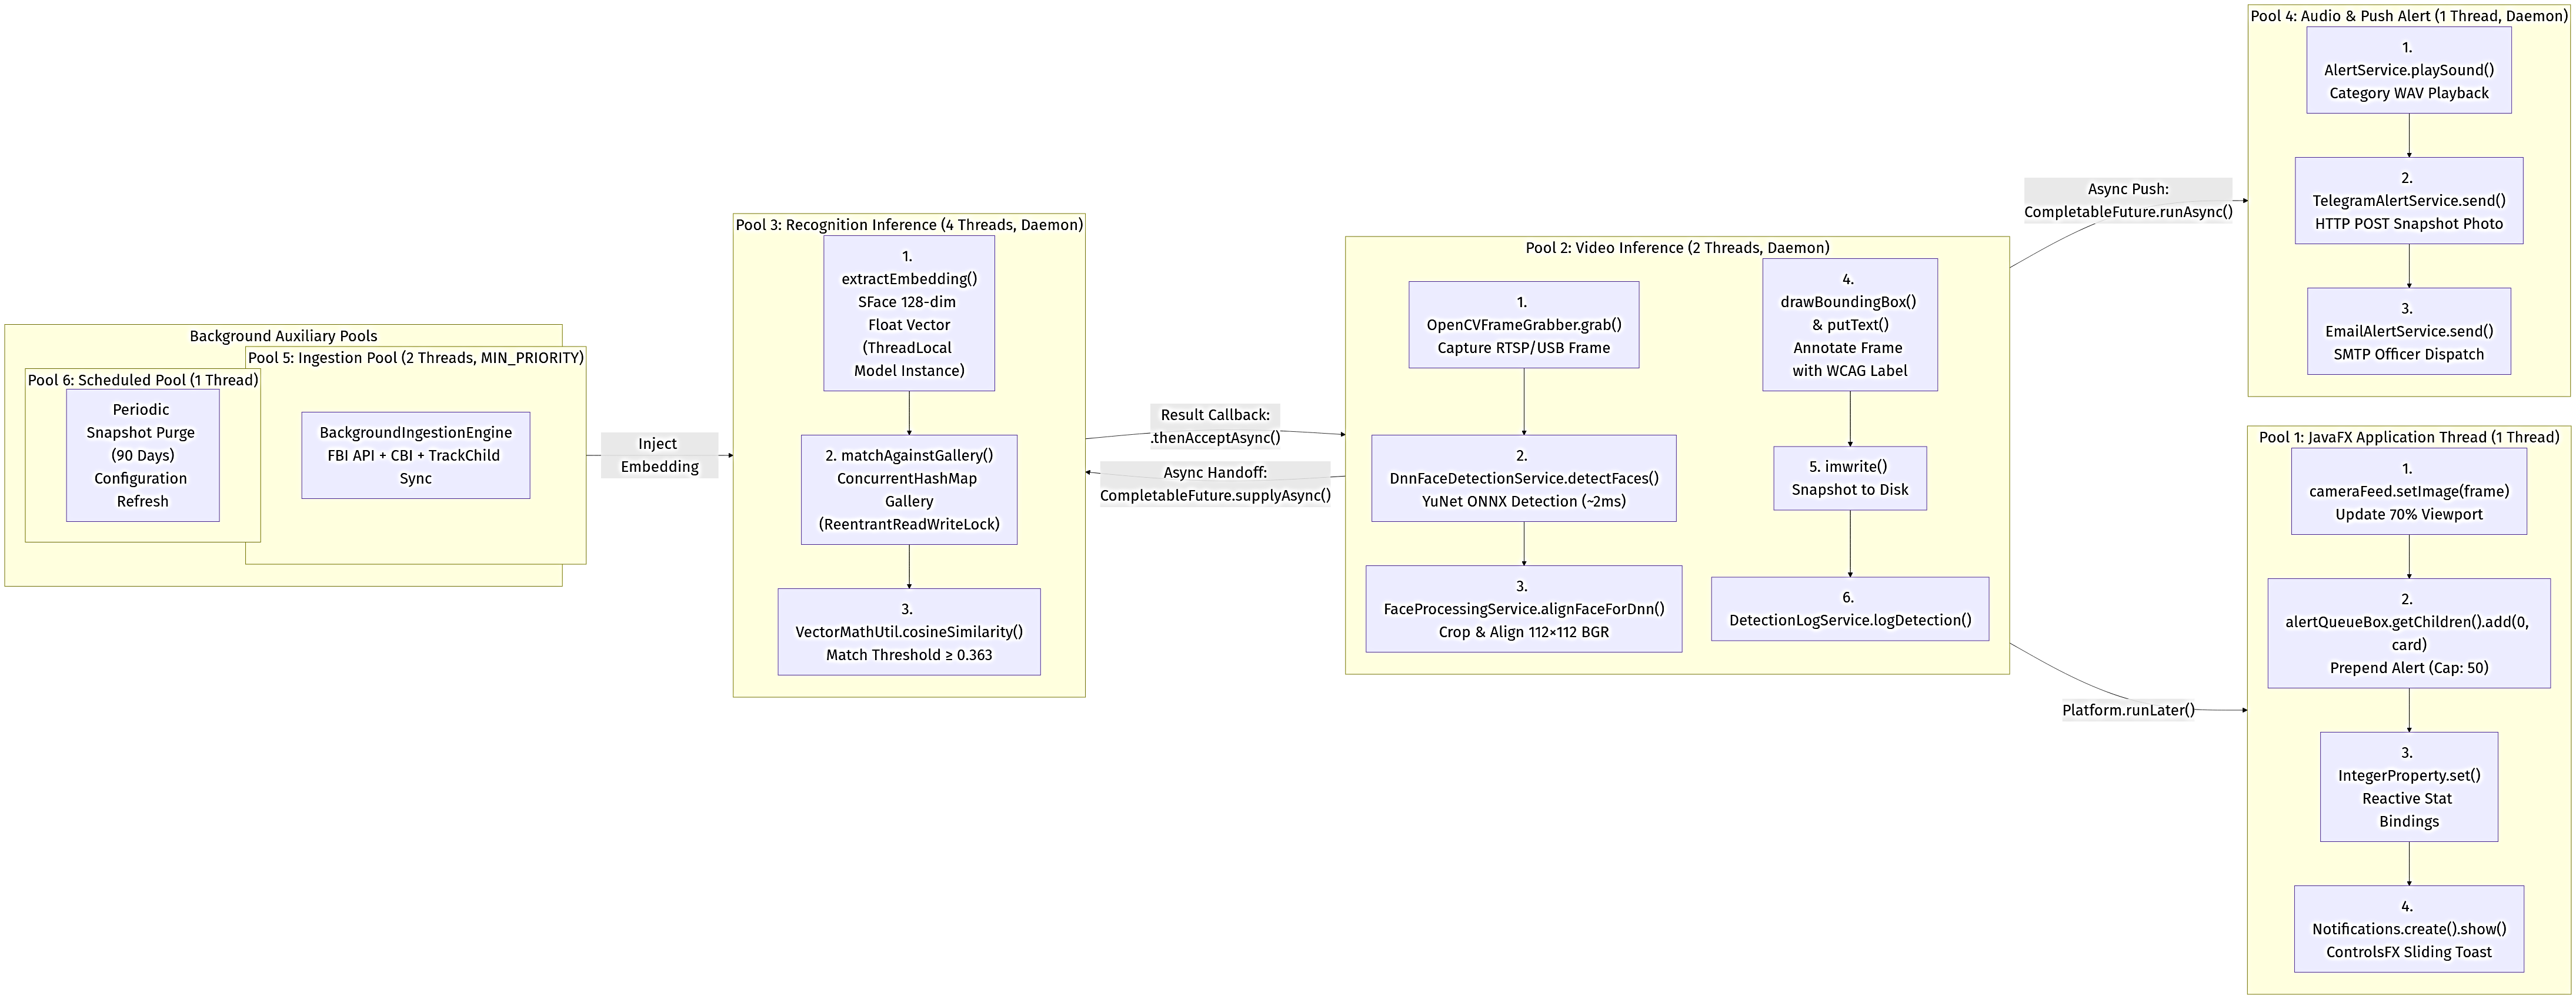 Background Auxiliary Pools
Pool 5: Ingestion Pool (2 Threads, MIN_PRIORITY)
Pool 6: Scheduled Pool (1 Thread)
Periodic
Snapshot Purge
(90 Days)
Configuration
Refresh
BackgroundIngestionEngine
FBI API + CBI + TrackChild
Sync
Inject
Embedding
Pool 3: Recognition Inference (4 Threads, Daemon)
1.
extractEmbedding()
SFace 128-dim
Float Vector
(ThreadLocal
Model Instance)
2. matchAgainstGallery()
ConcurrentHashMap
Gallery
(ReentrantReadWriteLock)
3.
VectorMathUtil.cosineSimilarity()
Match Threshold ≥ 0.363
Result Callback:
.thenAcceptAsync()
Async Handoff:
CompletableFuture.supplyAsync()
Pool 2: Video Inference (2 Threads, Daemon)
1.
OpenCVFrameGrabber.grab()
Capture RTSP/USB Frame
2.
DnnFaceDetectionService.detectFaces()
YuNet ONNX Detection (~2ms)
3.
FaceProcessingService.alignFaceForDnn()
Crop & Align 112×112 BGR
4.
drawBoundingBox()
& putText()
Annotate Frame
with WCAG Label
5. imwrite()
Snapshot to Disk
6.
DetectionLogService.logDetection()
Async Push:
CompletableFuture.runAsync()
Platform.runLater()
Pool 4: Audio & Push Alert (1 Thread, Daemon)
1.
AlertService.playSound()
Category WAV Playback
2.
TelegramAlertService.send()
HTTP POST Snapshot Photo
3.
EmailAlertService.send()
SMTP Officer Dispatch
Pool 1: JavaFX Application Thread (1 Thread)
1.
cameraFeed.setImage(frame)
Update 70% Viewport
2.
alertQueueBox.getChildren().add(0,
card)
Prepend Alert (Cap: 50)
3.
IntegerProperty.set()
Reactive Stat
Bindings
4.
Notifications.create().show()
ControlsFX Sliding Toast